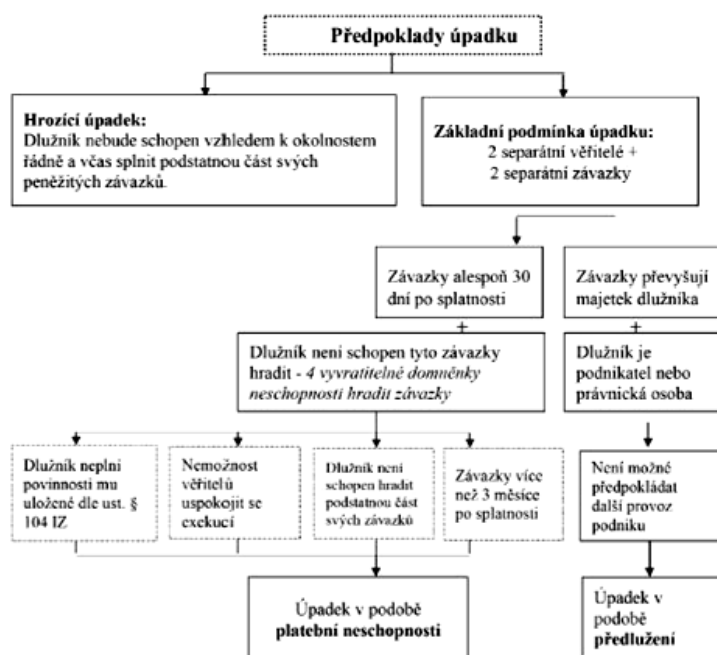 Předpoklady úpadku
Hrozící úpadek:
Dlužník nebude schopen vzhledem k okolnostem
řádně a včas splnit podstatnou část svých
peněžitých závazků.
Základní podmínka úpadku:
2 separátní věřitelé +
2 separátní závazky
Závazky alespoň 30
dní po splatnosti
Závazky převyšují
majetek dlužníka
+
+
Dlužník není schopen tyto závazky
hradit - 4 vyvratitelné domněnky
neschopnosti hradit závazky
Dlužník je
podnikatel nebo
právnická osoba
Dlužník neplní
povinnosti mu
uložené dle ust. §
104 IZ
Nemožnost
věřitelů
uspokojit se
exekucí
Dlužník není
schopen hradit
podstatnou část
svých závazků
Závazky více
než 3 měsíce
po splatnosti
Není možné
předpokládat
další provoz
podniku
Úpadek v podobě
platební neschopnosti
Úpadek v
podobě
předlužení